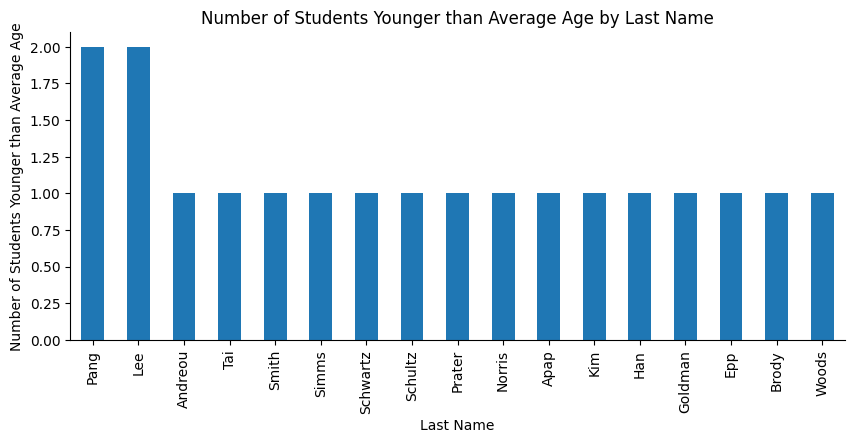 Number of Students Younger than Average Age by Last Name
Number of Students Younger than Average Age
2.00
1.75
1.50
1.25
1.00
0.75
0.50
0.25
0.00
Pang
Lee
Andreou
Tai
Smith
Simms
Schwartz
Schultz
Prater
Norris
Apap
Kim
Han
Goldman
Epp
Brody
Woods
Last Name